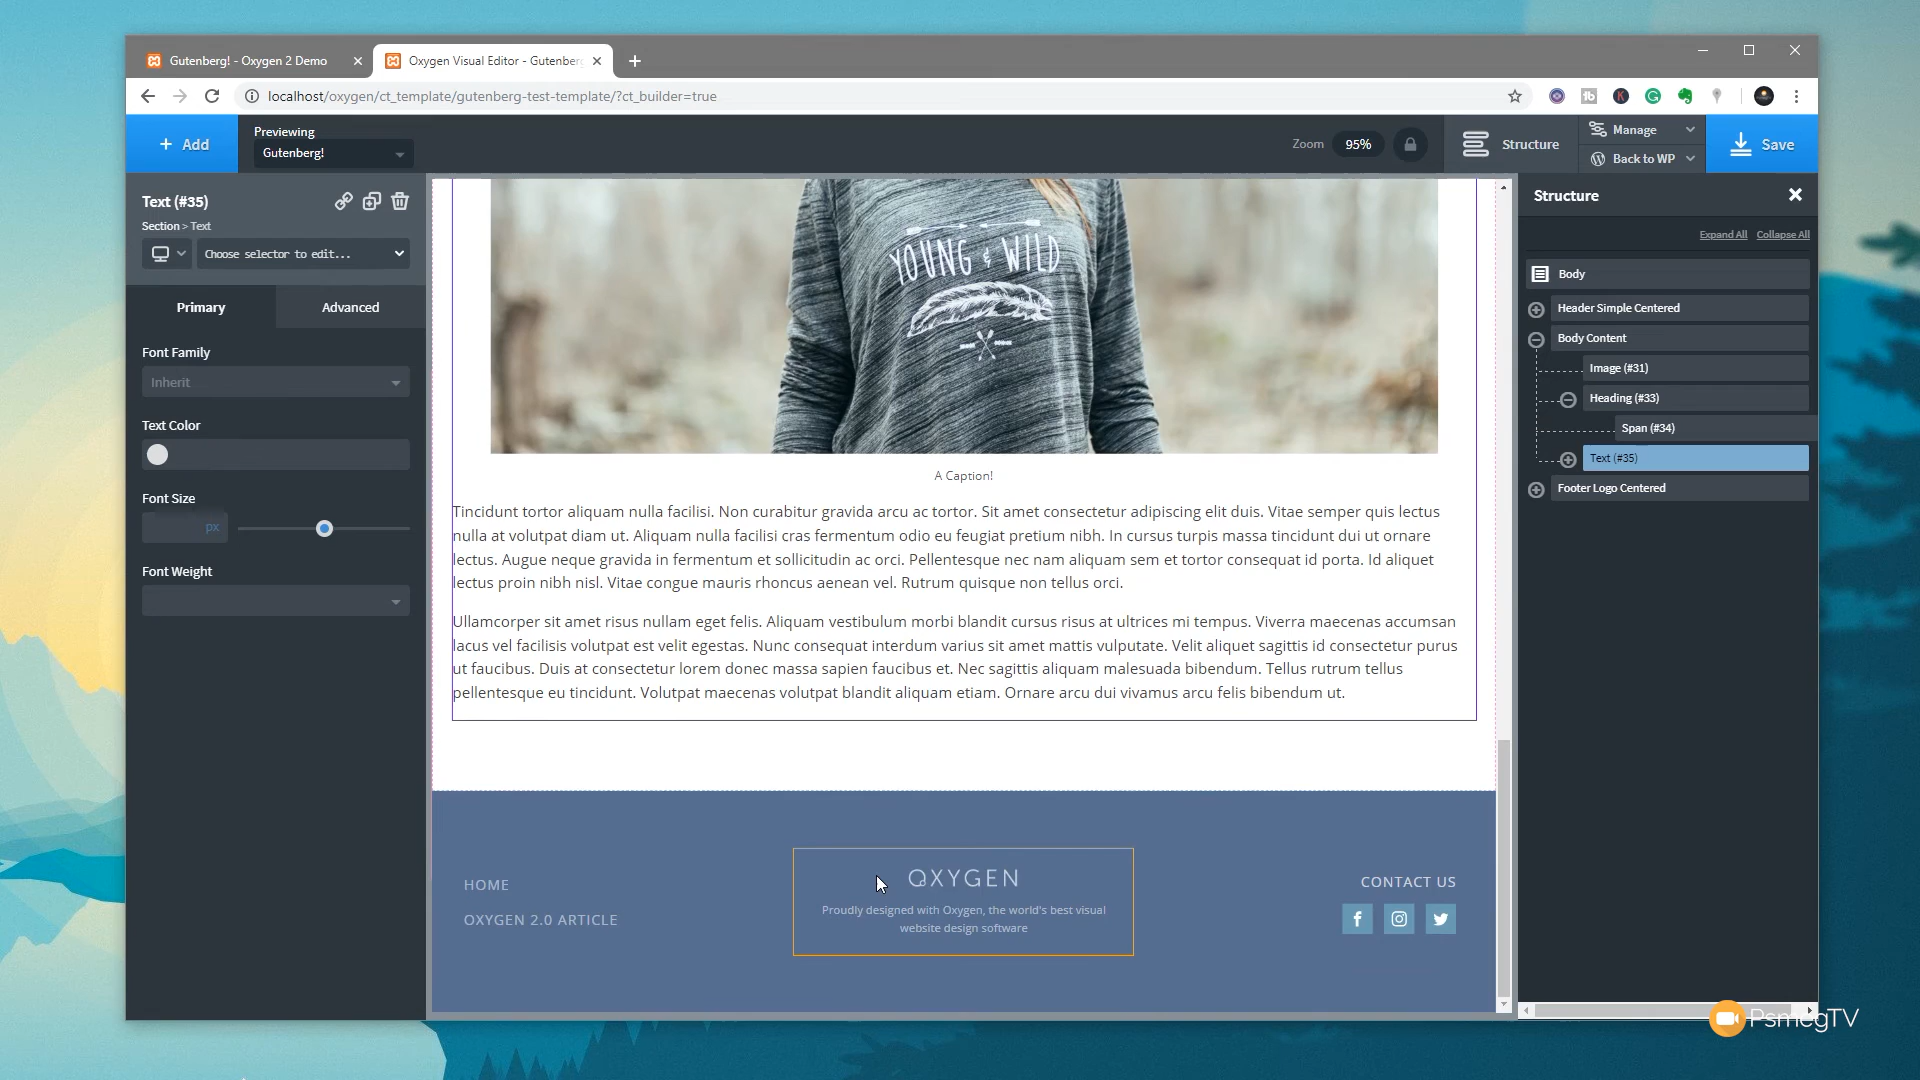 Gutenberg! - Oxygen 2 Demo
Oxygen Visual Editor - Gutenber
localhost/oxygen/ct_template/gutenberg-test-template/?ct_builder=true
+ Add
Previewing
Gutenberg!
Zoom 95%
Structure
Manage
Back to WP
Save
Text (#35)
Section > Text
Choose selector to edit...
Primary
Advanced
Font Family
Inherit
Text Color
Font Size
px
Font Weight
YOUNG & WILD
A Caption!
Tincidunt tortor aliquam nulla facilisi. Non curabitur gravida arcu ac tortor. Sit amet consectetur adipiscing elit duis. Vitae semper quis lectus
nulla at volutpat diam ut. Aliquam nulla facilisi cras fermentum odio eu feugiat pretium nibh. In cursus turpis massa tincidunt dui ut ornare
lectus. Augue neque gravida in fermentum et sollicitudin ac orci. Pellentesque nec nam aliquam sem et tortor consequat id porta. Id aliquet
lectus proin nibh nisl. Vitae congue mauris rhoncus aenean vel. Rutrum quisque non tellus orci.
Ullamcorper sit amet risus nullam eget felis. Aliquam vestibulum morbi blandit cursus risus at ultrices mi tempus. Viverra maecenas accumsan
lacus vel facilisis volutpat est velit egestas. Nunc consequat interdum varius sit amet mattis vulputate. Velit aliquet sagittis id consectetur purus
ut faucibus. Duis at consectetur lorem donec massa sapien faucibus et. Nec sagittis aliquam malesuada bibendum. Tellus rutrum tellus
pellentesque eu tincidunt. Volutpat maecenas volutpat blandit aliquam etiam. Ornare arcu dui vivamus arcu felis bibendum ut.
HOME
OXYGEN 2.0 ARTICLE
OXYGEN
Proudly designed with Oxygen, the world's best visual
website design software
CONTACT US
Structure
Expand All
Collapse All
Body
Header Simple Centered
Body Content
Image (#31)
Heading (#33)
Span (#34)
Text (#35)
Footer Logo Centered
PsmegTV